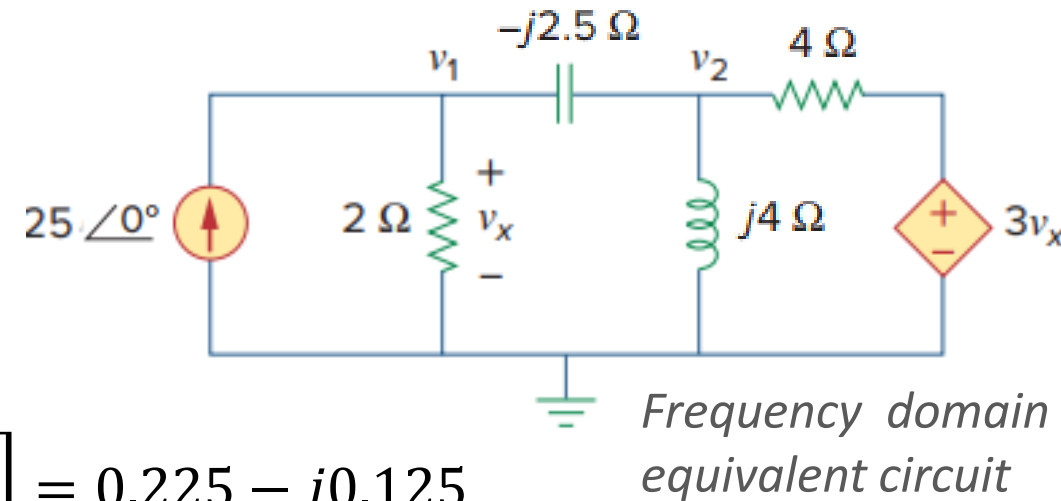 −j2.5 Ω
4 Ω
v₁
v₂
25 ∠0°
2 Ω
+
vₓ
−
j4 Ω
+
−
3vₓ
Frequency domain
equivalent circuit
] = 0.225 − j0.125